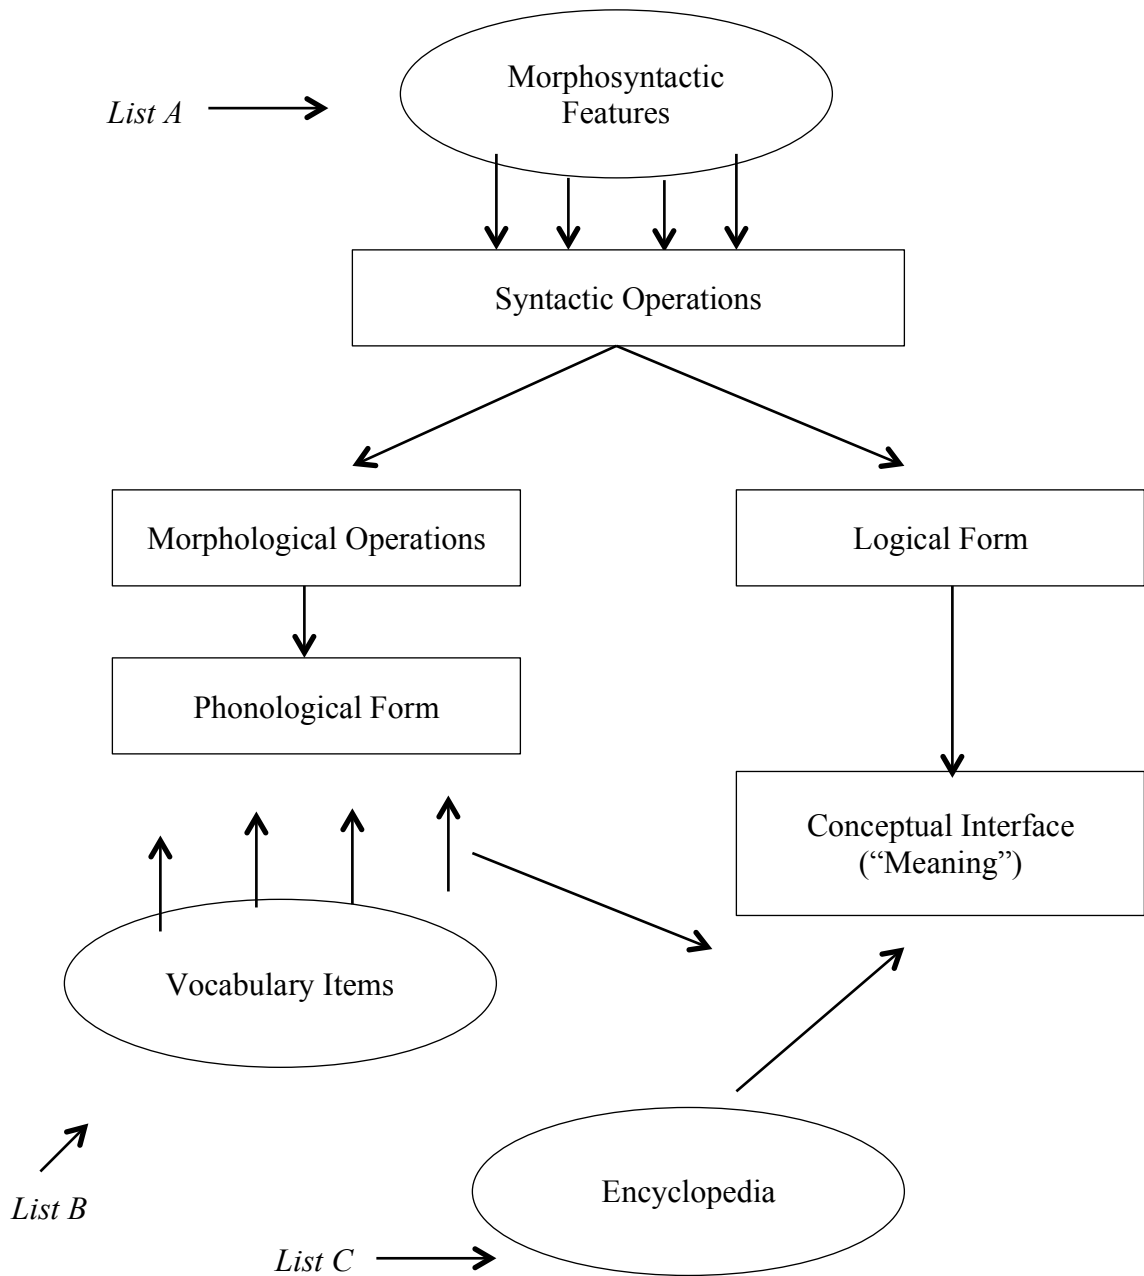 Morphosyntactic
Features
List A
Syntactic Operations
Morphological Operations
Logical Form
Phonological Form
Conceptual Interface
(“Meaning”)
Vocabulary Items
Encyclopedia
List B
List C